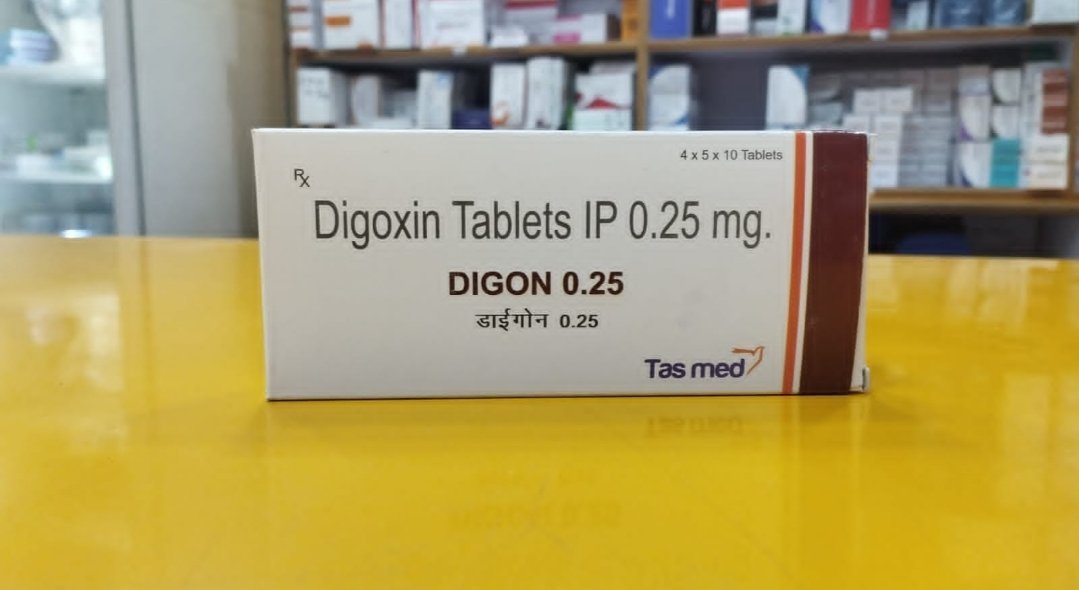 4 x 5 x 10 Tablets
Rx
Digoxin Tablets IP 0.25 mg.
DIGON 0.25
डाईगोन 0.25
Tas med